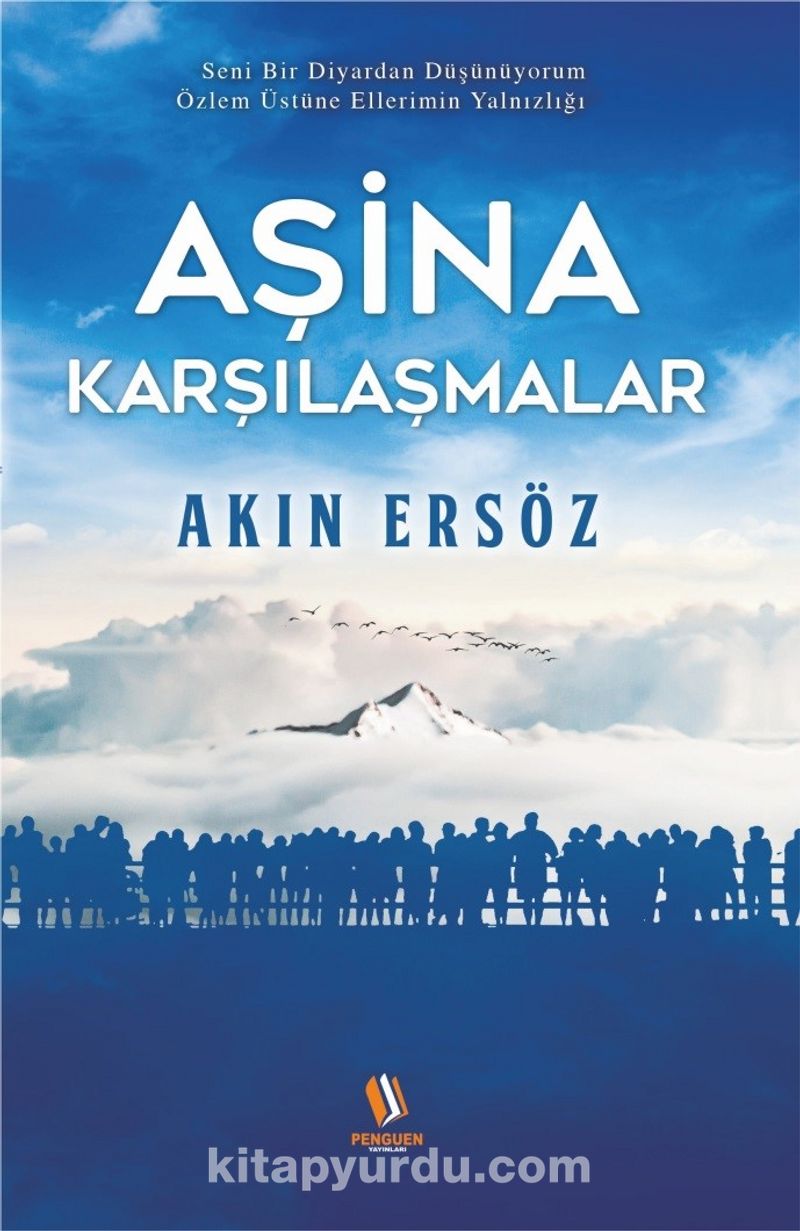 Seni Bir Diyardan Düşünüyorum
Özlem Üstüne Ellerimin Yalnızlığı
AŞİNA
KARŞILAŞMALAR
AKIN ERSÖZ
PENGUEN
YAYINLARI
kitapyurdu.com